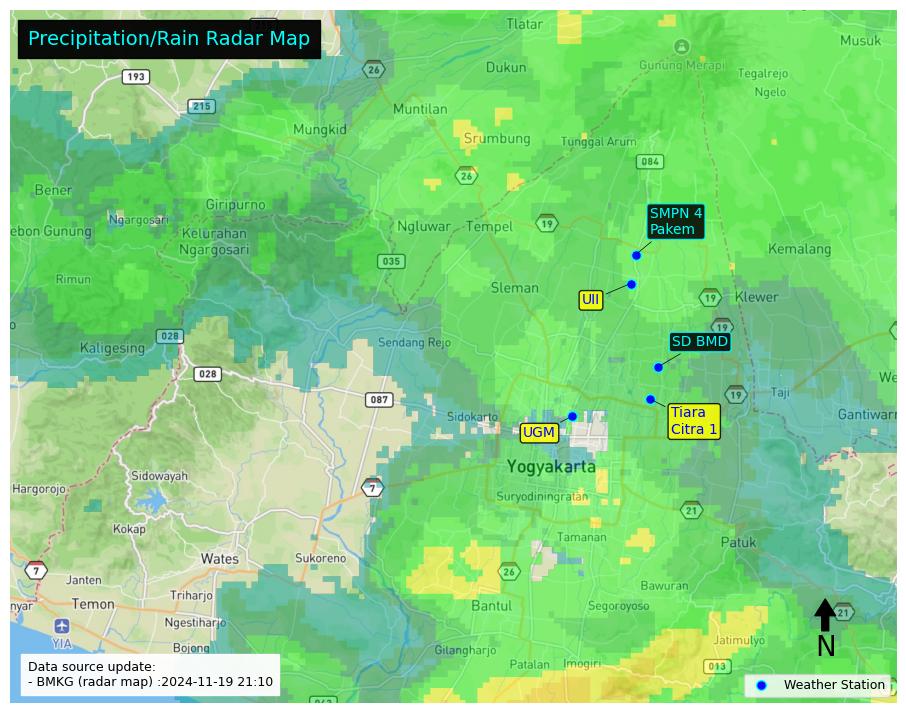 Precipitation/Rain Radar Map
Tlatar
Musuk
193
26
Dukun
Gunung Merapi
Tegalrejo
Ngelo
215
Muntilan
Mungkid
Srumbung
Tunggal Arum
084
26
Bener
Giripurno
Ngargosari
Kelurahan
Ngargosari
ebon Gunung
Ngluwar
Tempel
19
SMPN 4
Pakem
Kemalang
035
Rimun
Sleman
UII
19
Klewer
19
028
Kaligesing
Sendang Rejo
SD BMD
028
087
19
Taji
Sidokarto
UGM
Tiara
Citra 1
Gantiwarn
We
Yogyakarta
Sidowayah
Hargorojo
7
Suryodiningratan
21
Kokap
Tamanan
Patuk
Wates
Sukoreno
7
Janten
26
Bawuran
Temon
nyar
Triharjo
Bantul
Segoroyoso
21
Ngestiharjo
YIA
Bojong
Gilangharjo
Jatimulyo
N
Patalan
Imogiri
013
Data source update:
- BMKG (radar map) :2024-11-19 21:10
Weather Station